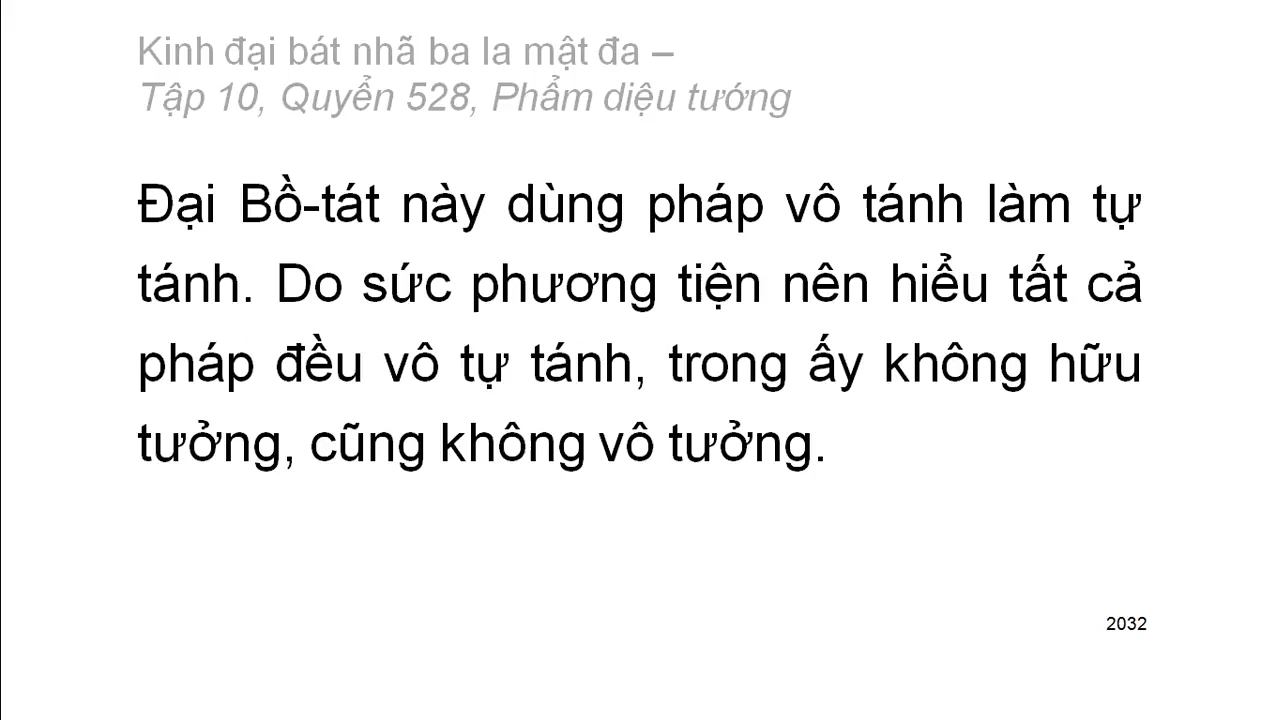 Kinh đại bát nhã ba la mật đa –
Tập 10, Quyển 528, Phẩm diệu tướng
Đại Bồ-tát này dùng pháp vô tánh làm tự
tánh. Do sức phương tiện nên hiểu tất cả
pháp đều vô tự tánh, trong ấy không hữu
tưởng, cũng không vô tưởng.
2032